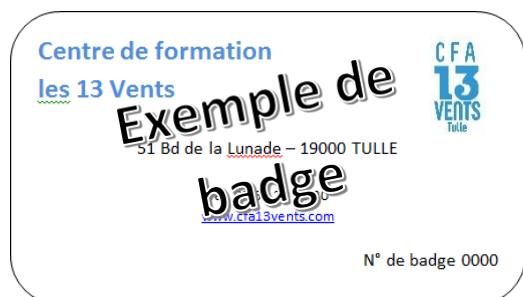 Centre de formation
les 13 Vents
CFA
13
VENTS
Tulle
Exemple de
badge
51 Bd de la Lunade – 19000 TULLE
www.cfa13vents.com
N° de badge 0000